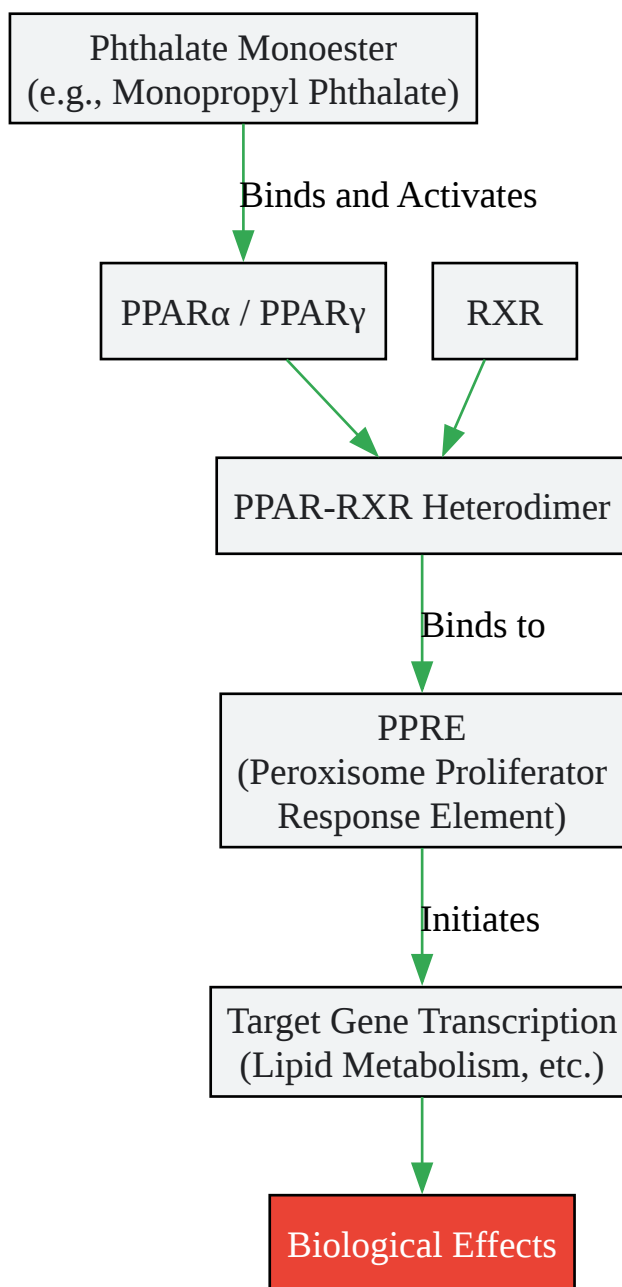 Phthalate Monoester
(e.g., Monopropyl Phthalate)
Binds and Activates
PPARα / PPARγ
RXR
PPAR-RXR Heterodimer
Binds to
PPRE
(Peroxisome Proliferator
Response Element)
Initiates
Target Gene Transcription
(Lipid Metabolism, etc.)
Biological Effects